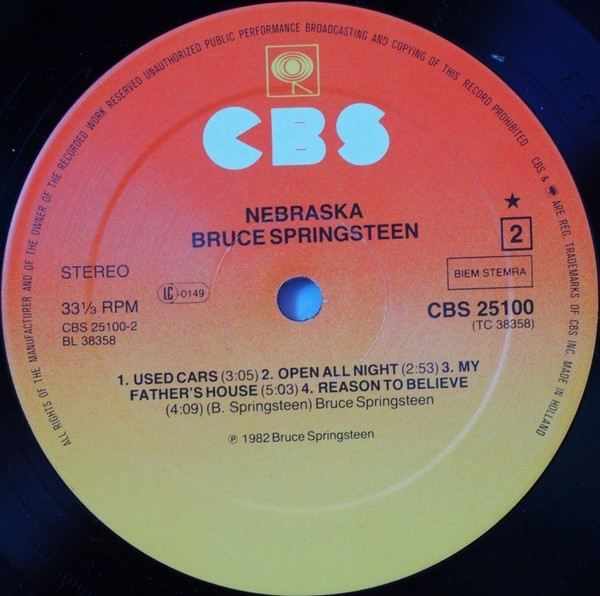 ALL RIGHTS OF THE MANUFACTURER AND OF THE OWNER OF THE RECORDED WORK RESERVED UNAUTHORIZED PUBLIC PERFORMANCE BROADCASTING AND COPYING OF THIS RECORD PROHIBITED CBS & ARE REG. TRADEMARKS OF CBS INC. MADE IN HOLLAND
CBS
NEBRASKA
BRUCE SPRINGSTEEN
2
STEREO
BIEM STEMRA
LC-0149
33⅓ RPM
CBS 25100
CBS 25100-2
(TC 38358)
BL 38358
1. USED CARS (3:05) 2. OPEN ALL NIGHT (2:53) 3. MY
FATHER'S HOUSE (5:03) 4. REASON TO BELIEVE
(4:09) (B. Springsteen) Bruce Springsteen
℗ 1982 Bruce Springsteen